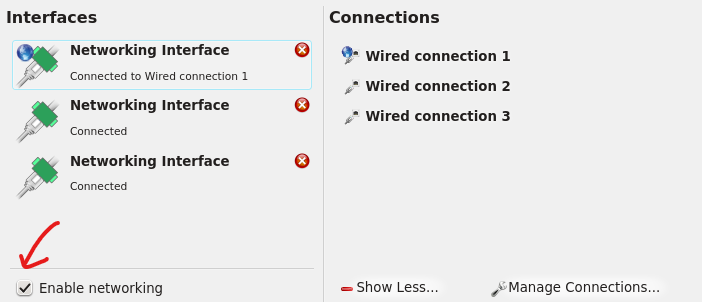 Interfaces
Networking Interface
Connected to Wired connection 1
Networking Interface
Connected
Networking Interface
Connected
Enable networking
Connections
Wired connection 1
Wired connection 2
Wired connection 3
Show Less...
Manage Connections...